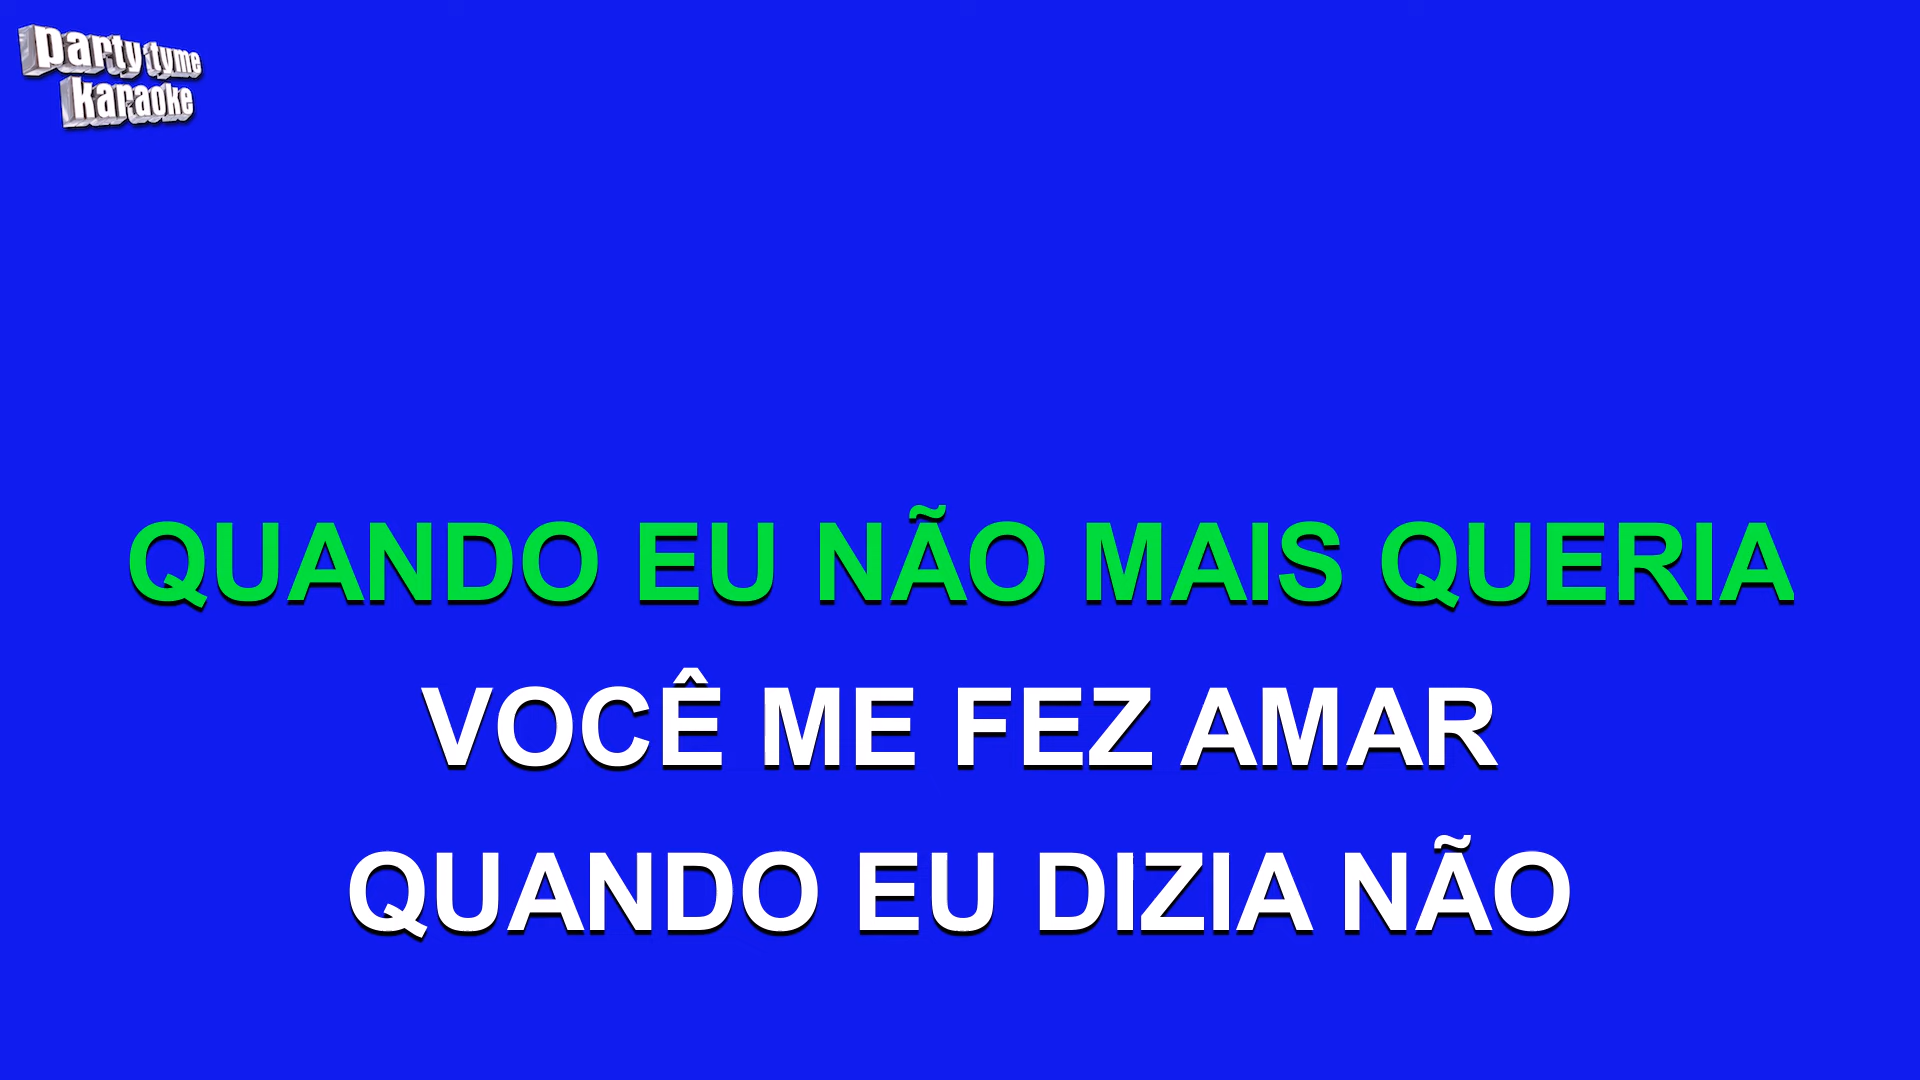 party tyme
karaoke
QUANDO EU NÃO MAIS QUERIA
VOCÊ ME FEZ AMAR
QUANDO EU DIZIA NÃO